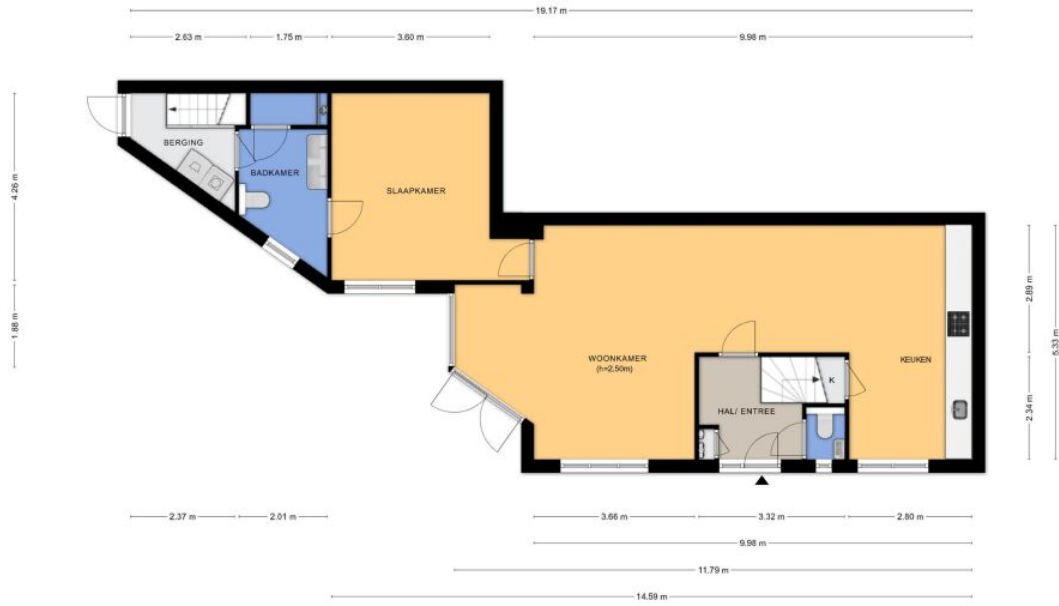 19.17 m
2.63 m
1.75 m
3.60 m
9.98 m
4.26 m
1.88 m
BERGING
BADKAMER
SLAAPKAMER
WOONKAMER
(h=2,50m)
KEUKEN
K
HAL/ ENTREE
2.89 m
2.34 m
5.33 m
2.37 m
2.01 m
3.66 m
3.32 m
2.80 m
9.98 m
11.79 m
14.59 m